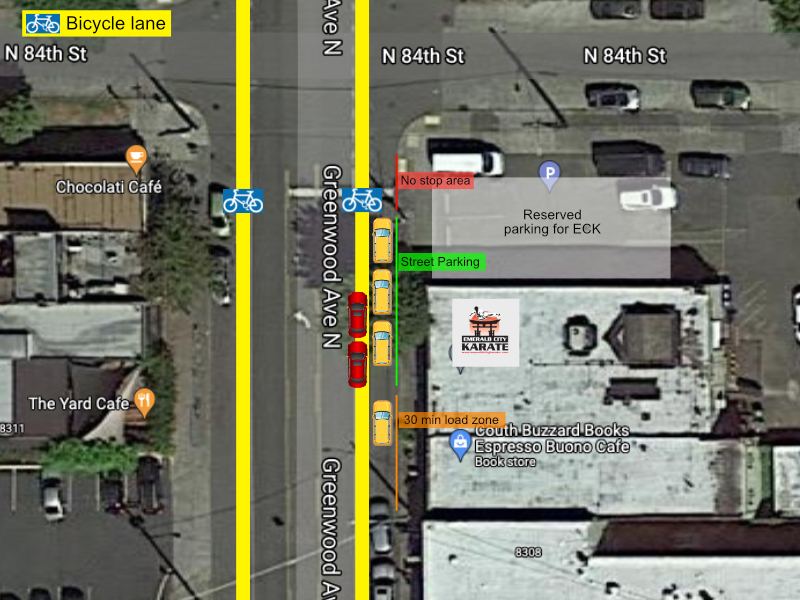 Bicycle lane
N 84th St
Ave N
N 84th St
N 84th St
Chocolati Café
No stop area
P
Reserved
parking for ECK
Greenwood Ave N
Street Parking
EMERALD CITY
KARATE
The Yard Cafe
8311
30 min load zone
Couth Buzzard Books
Espresso Buono Cafe
Book store
Greenwood Av
8308